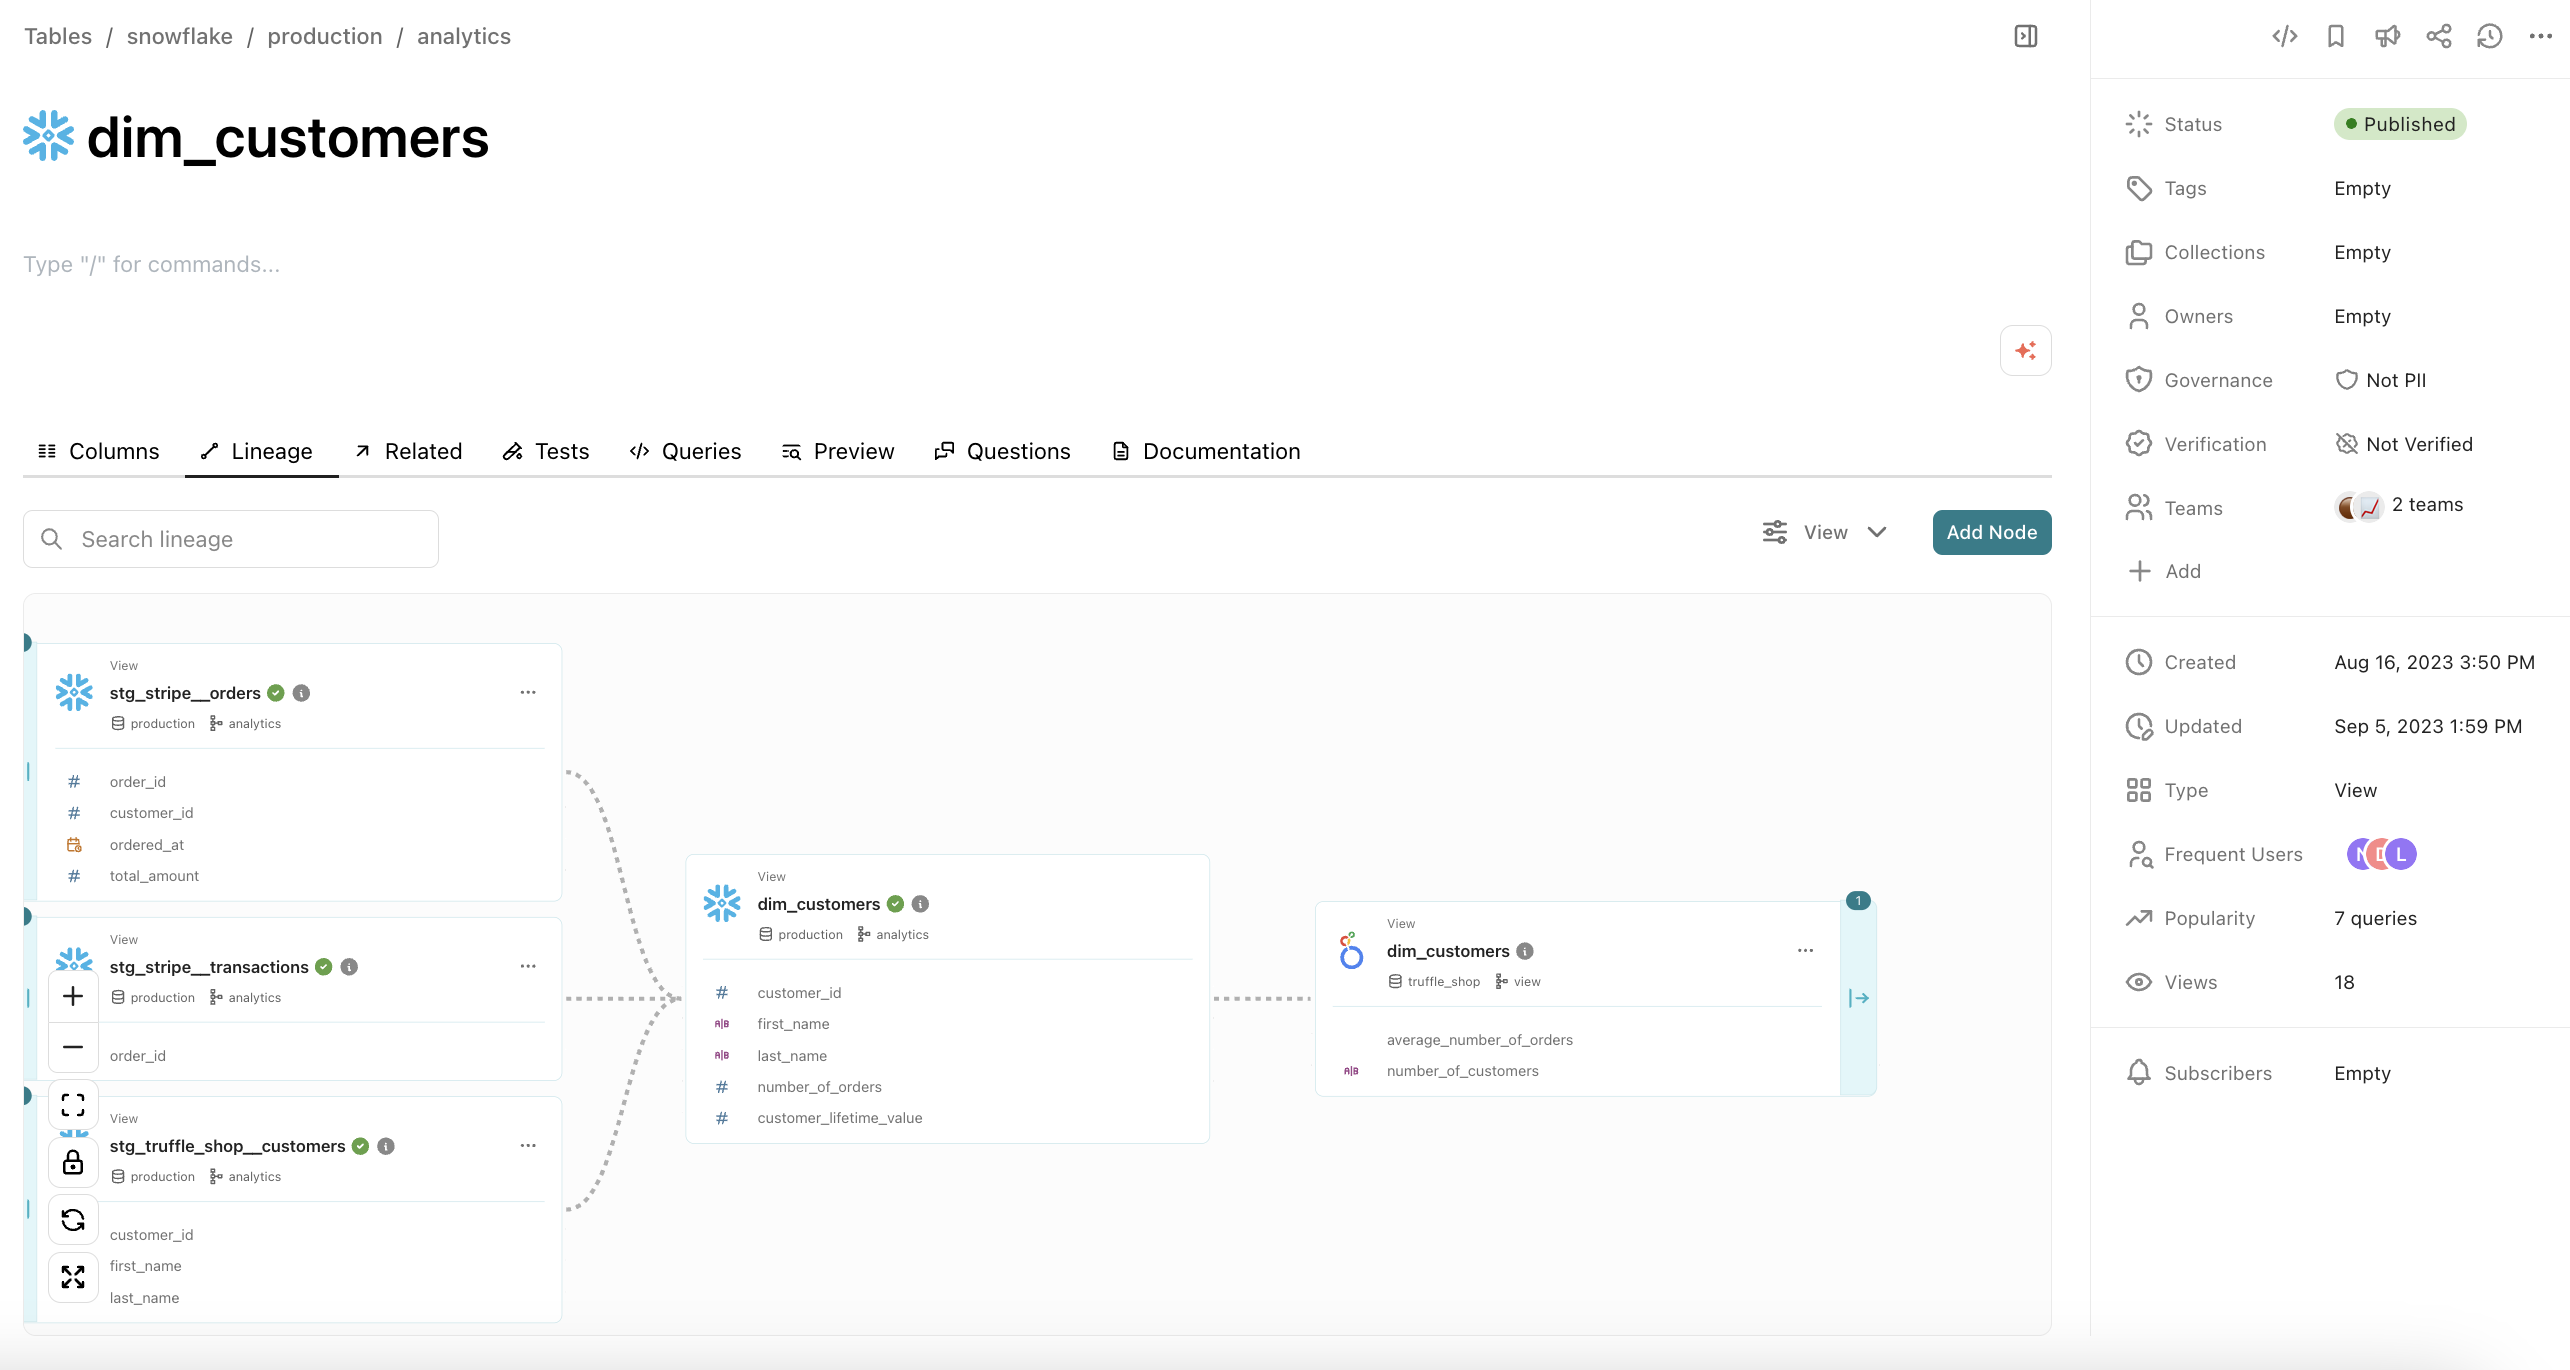 Tables / snowflake / production / analytics
dim_customers
Type "/" for commands...
Columns
Lineage
Related
Tests
Queries
Preview
Questions
Documentation
Search lineage
View
Add Node
View
stg_stripe__orders
production analytics
order_id
customer_id
ordered_at
total_amount
View
stg_stripe__transactions
production analytics
order_id
View
stg_truffle_shop__customers
production analytics
customer_id
first_name
last_name
View
dim_customers
production analytics
customer_id
A|B first_name
A|B last_name
number_of_orders
customer_lifetime_value
1
View
dim_customers
truffle_shop view
average_number_of_orders
A|B number_of_customers
Status Published
Tags Empty
Collections Empty
Owners Empty
Governance Not PII
Verification Not Verified
Teams 2 teams
Add
Created Aug 16, 2023 3:50 PM
Updated Sep 5, 2023 1:59 PM
Type View
Frequent Users L
Popularity 7 queries
Views 18
Subscribers Empty